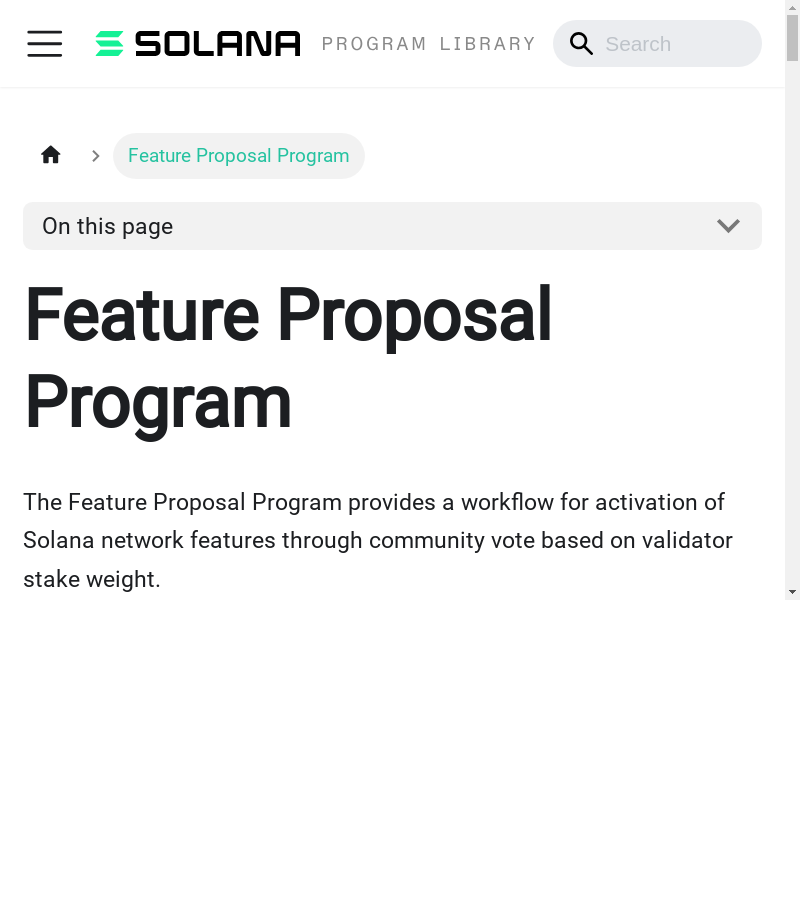 SOLANA PROGRAM LIBRARY Search
Feature Proposal Program
On this page
Feature Proposal
Program
The Feature Proposal Program provides a workflow for activation of
Solana network features through community vote based on validator
stake weight.